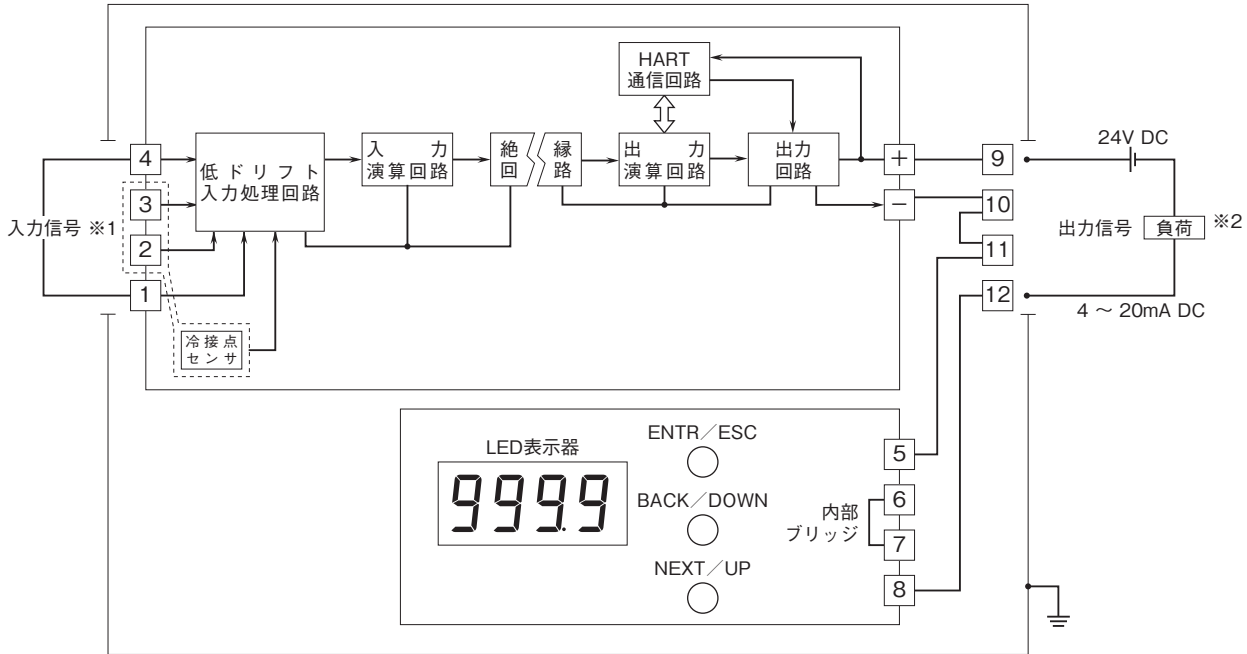 HART
通信回路
4
3
2
1
入力信号 ※1
低ドリフト
入力処理回路
入力
演算回路
絶縁
回路
出力
演算回路
出力
回路
+
−
冷接点
センサ
9
10
11
12
24V DC
出力信号
負荷
※2
4 ～ 20mA DC
LED表示器
999.9
ENTR／ESC
BACK／DOWN
NEXT／UP
5
6
7
8
内部
ブリッジ